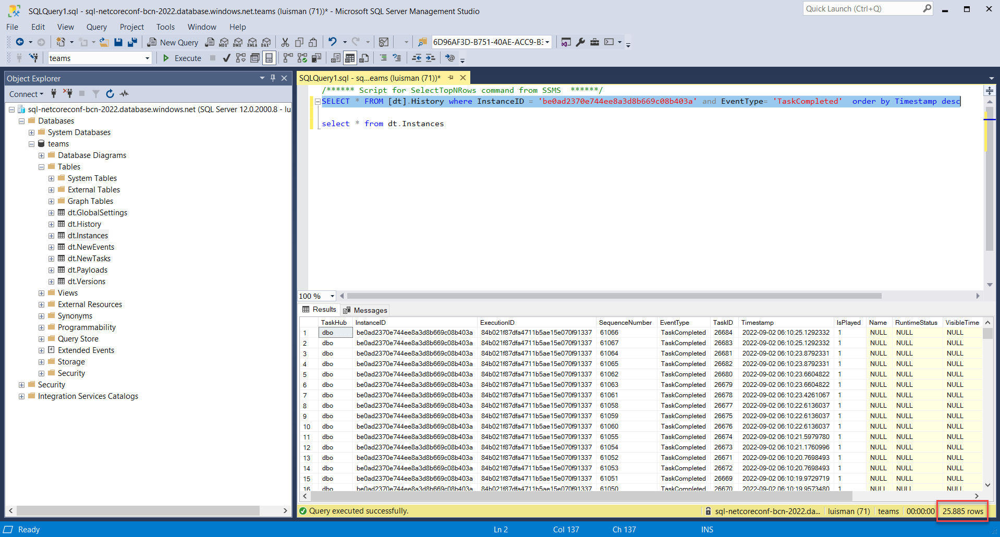 SQLQuery1.sql - sql-netcoreconf-bcn-2022.database.windows.net.teams (luisman (71))* - Microsoft SQL Server Management Studio
Quick Launch (Ctrl+Q)
File Edit View Query Project Tools Window Help
New Query MDX DMX XMLA DAX 6D96AF3D-B751-40AE-ACC9-B
teams Execute
Object Explorer
Connect
sql-netcoreconf-bcn-2022.database.windows.net (SQL Server 12.0.2000.8 - lu
Databases
System Databases
teams
Database Diagrams
Tables
System Tables
External Tables
Graph Tables
dt.GlobalSettings
dt.History
dt.Instances
dt.NewEvents
dt.NewTasks
dt.Payloads
dt.Versions
Views
External Resources
Synonyms
Programmability
Query Store
Extended Events
Storage
Security
Security
Integration Services Catalogs
SQLQuery1.sql - sq...eams (luisman (71))*
/****** Script for SelectTopNRows command from SSMS  ******/
SELECT * FROM [dt].History where InstanceID = 'be0ad2370e744ee8a3d8b669c08b403a' and EventType= 'TaskCompleted'  order by Timestamp desc
select * from dt.Instances
100 %
Results Messages
TaskHub InstanceID ExecutionID SequenceNumber EventType TaskID Timestamp IsPlayed Name RuntimeStatus VisibleTime
1 dbo be0ad2370e744ee8a3d8b669c08b403a 84b021f87dfa4711b5ae15e070f91337 61066 TaskCompleted 26684 2022-09-02 06:10:25.1292332 1 NULL NULL NULL
2 dbo be0ad2370e744ee8a3d8b669c08b403a 84b021f87dfa4711b5ae15e070f91337 61067 TaskCompleted 26683 2022-09-02 06:10:25.1292332 1 NULL NULL NULL
3 dbo be0ad2370e744ee8a3d8b669c08b403a 84b021f87dfa4711b5ae15e070f91337 61064 TaskCompleted 26681 2022-09-02 06:10:23.8792331 1 NULL NULL NULL
4 dbo be0ad2370e744ee8a3d8b669c08b403a 84b021f87dfa4711b5ae15e070f91337 61065 TaskCompleted 26682 2022-09-02 06:10:23.8792331 1 NULL NULL NULL
5 dbo be0ad2370e744ee8a3d8b669c08b403a 84b021f87dfa4711b5ae15e070f91337 61062 TaskCompleted 26680 2022-09-02 06:10:23.6604822 1 NULL NULL NULL
6 dbo be0ad2370e744ee8a3d8b669c08b403a 84b021f87dfa4711b5ae15e070f91337 61063 TaskCompleted 26679 2022-09-02 06:10:23.6604822 1 NULL NULL NULL
7 dbo be0ad2370e744ee8a3d8b669c08b403a 84b021f87dfa4711b5ae15e070f91337 61061 TaskCompleted 26678 2022-09-02 06:10:23.4261067 1 NULL NULL NULL
8 dbo be0ad2370e744ee8a3d8b669c08b403a 84b021f87dfa4711b5ae15e070f91337 61058 TaskCompleted 26677 2022-09-02 06:10:22.6136037 1 NULL NULL NULL
9 dbo be0ad2370e744ee8a3d8b669c08b403a 84b021f87dfa4711b5ae15e070f91337 61059 TaskCompleted 26675 2022-09-02 06:10:22.6136037 1 NULL NULL NULL
10 dbo be0ad2370e744ee8a3d8b669c08b403a 84b021f87dfa4711b5ae15e070f91337 61060 TaskCompleted 26676 2022-09-02 06:10:22.6136037 1 NULL NULL NULL
11 dbo be0ad2370e744ee8a3d8b669c08b403a 84b021f87dfa4711b5ae15e070f91337 61055 TaskCompleted 26674 2022-09-02 06:10:21.5979780 1 NULL NULL NULL
12 dbo be0ad2370e744ee8a3d8b669c08b403a 84b021f87dfa4711b5ae15e070f91337 61054 TaskCompleted 26673 2022-09-02 06:10:21.1760996 1 NULL NULL NULL
13 dbo be0ad2370e744ee8a3d8b669c08b403a 84b021f87dfa4711b5ae15e070f91337 61052 TaskCompleted 26671 2022-09-02 06:10:20.7698493 1 NULL NULL NULL
14 dbo be0ad2370e744ee8a3d8b669c08b403a 84b021f87dfa4711b5ae15e070f91337 61053 TaskCompleted 26672 2022-09-02 06:10:20.7698493 1 NULL NULL NULL
15 dbo be0ad2370e744ee8a3d8b669c08b403a 84b021f87dfa4711b5ae15e070f91337 61051 TaskCompleted 26669 2022-09-02 06:10:19.9729719 1 NULL NULL NULL
16 dbo be0ad2370e744ee8a3d8b669c08b403a 84b021f87dfa4711b5ae15e070f91337 61050 TaskCompleted 26670 2022-09-02 06:10:19.9573480 1 NULL NULL NULL
Query executed successfully. sql-netcoreconf-bcn-2022.da... luisman (71) teams 00:00:00 25.885 rows
Ready Ln 2 Col 137 Ch 137 INS